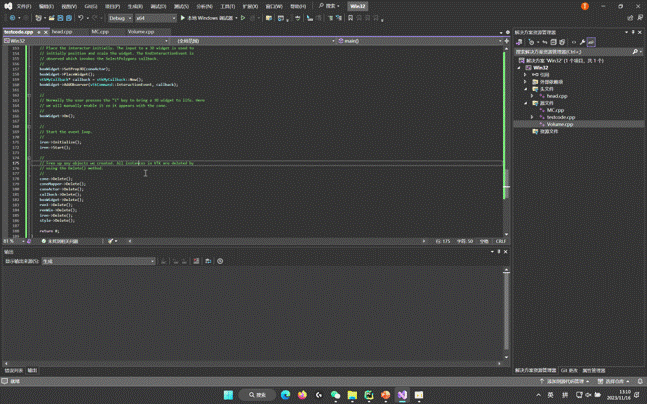 文件(F) 编辑(E) 视图(V) Git(G) 项目(P) 生成(B) 调试(D) 测试(S) 分析(N) 工具(T) 扩展(X) 窗口(W) 帮助(H) 搜索 Win32
Debug x64 本地 Windows 调试器
testcode.cpp head.cpp MC.cpp Volume.cpp
Win32 (全局范围) main()
// Place the interactor initially. The input to a 3D widget is used to
// initially position and scale the widget. The EndInteractionEvent is
// observed which invokes the SelectPolygons callback.
//
boxWidget->SetProp3D(coneActor);
boxWidget->PlaceWidget();
vtkMyCallback* callback = vtkMyCallback::New();
boxWidget->AddObserver(vtkCommand::InteractionEvent, callback);
//
// Normally the user presses the "i" key to bring a 3D widget to life. Here
// we will manually enable it so it appears with the cone.
//
boxWidget->On();
//
// Start the event loop.
//
iren->Initialize();
iren->Start();
//
// Free up any objects we created. All instances in VTK are deleted by
// using the Delete() method.
//
cone->Delete();
coneMapper->Delete();
coneActor->Delete();
callback->Delete();
boxWidget->Delete();
ren1->Delete();
renWin->Delete();
iren->Delete();
style->Delete();
return 0;
81 % 未找到相关问题 行: 175 字符: 50 空格 CRLF
输出
显示输出来源(S): 生成
错误列表 输出
解决方案资源管理器
搜索解决方案资源管理器(Ctrl+;)
解决方案"Win32"(1 个项目，共 1 个)
Win32
引用
外部依赖项
头文件
head.cpp
源文件
MC.cpp
testcode.cpp
Volume.cpp
资源文件
解决方案资源管理器 Git 更改 属性管理器
就绪 添加到源代码管理 选择仓库
搜索
英 拼 13:10
2023/11/18